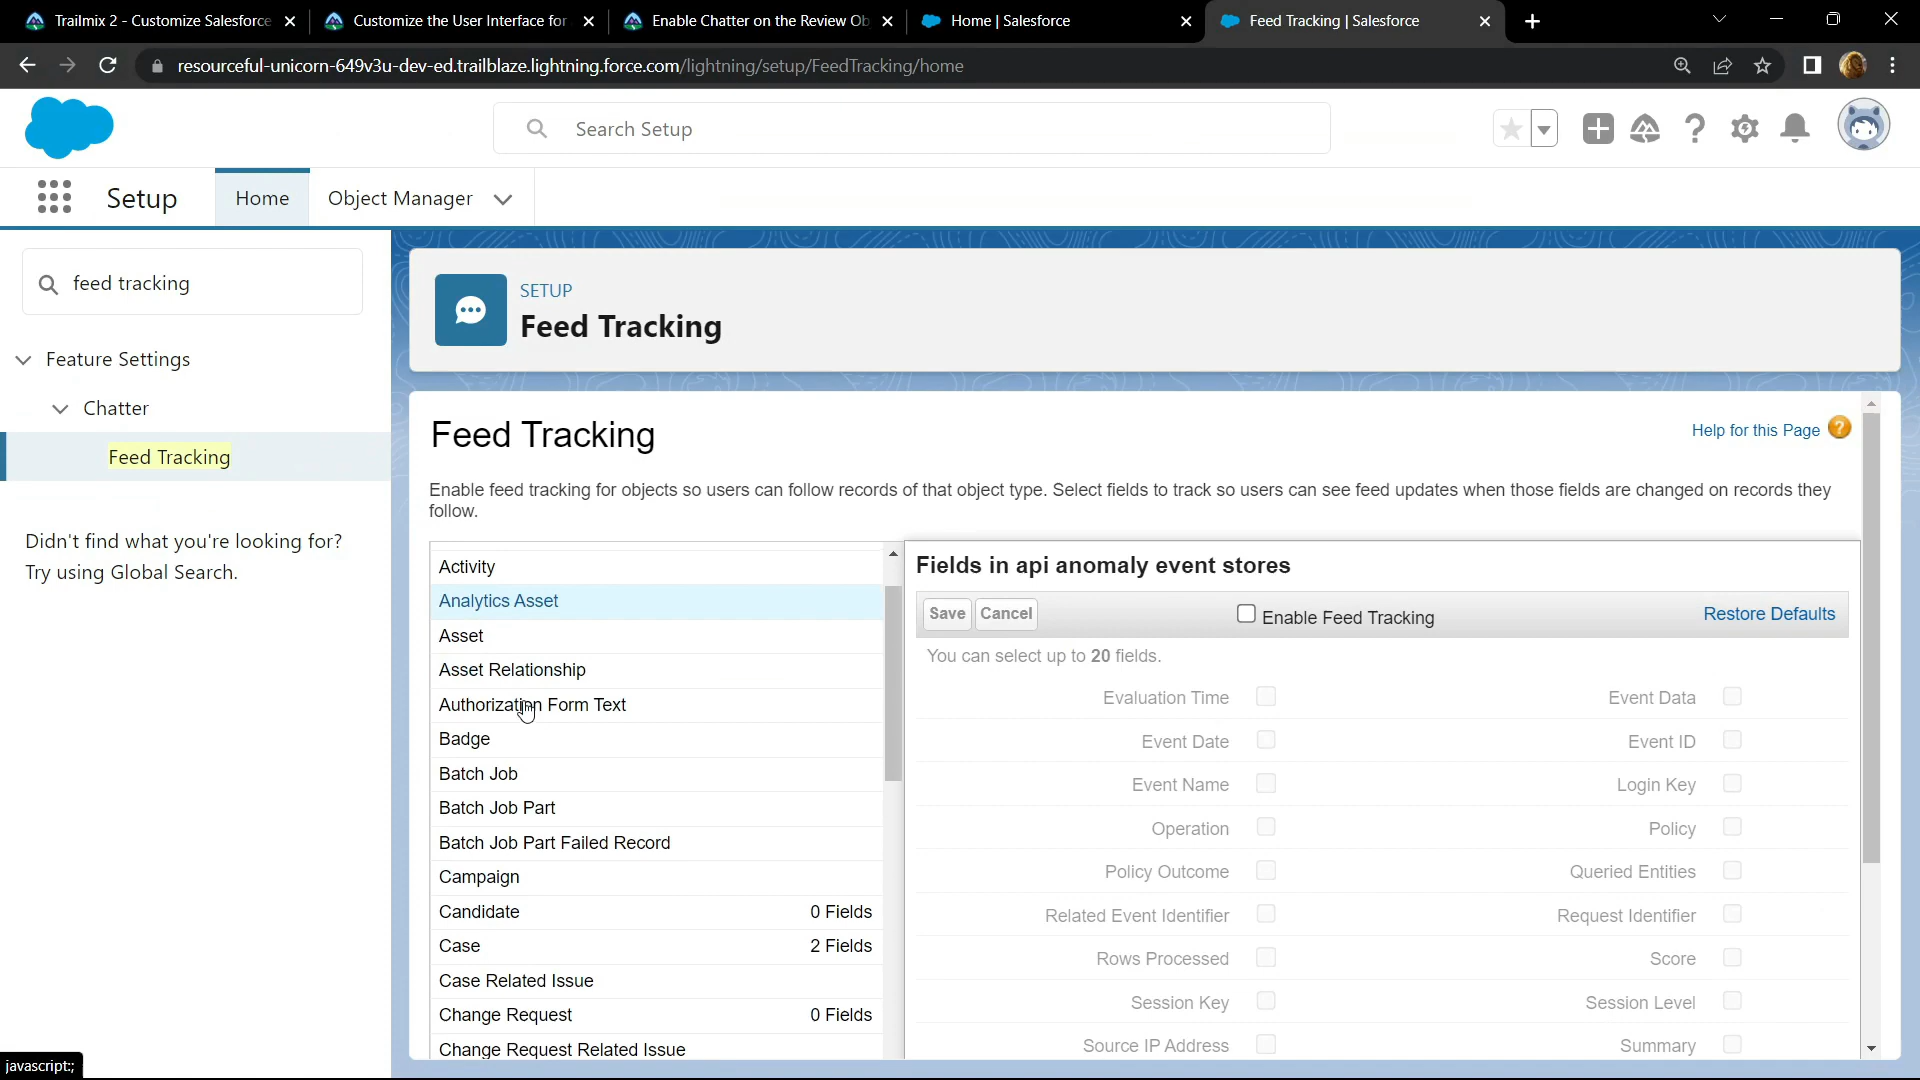 Trailmix 2 - Customize Salesforce
Customize the User Interface for
Enable Chatter on the Review Ob
Home | Salesforce
Feed Tracking | Salesforce
resourceful-unicorn-649v3u-dev-ed.trailblaze.lightning.force.com/lightning/setup/FeedTracking/home
Search Setup
Setup
Home
Object Manager
feed tracking
Feature Settings
Chatter
Feed Tracking
Didn't find what you're looking for?
Try using Global Search.
SETUP
Feed Tracking
Feed Tracking
Help for this Page
Enable feed tracking for objects so users can follow records of that object type. Select fields to track so users can see feed updates when those fields are changed on records they
follow.
Activity
Analytics Asset
Asset
Asset Relationship
Authorization Form Text
Badge
Batch Job
Batch Job Part
Batch Job Part Failed Record
Campaign
Candidate 0 Fields
Case 2 Fields
Case Related Issue
Change Request 0 Fields
Change Request Related Issue
Fields in api anomaly event stores
Save Cancel Enable Feed Tracking Restore Defaults
You can select up to 20 fields.
Evaluation Time Event Data
Event Date Event ID
Event Name Login Key
Operation Policy
Policy Outcome Queried Entities
Related Event Identifier Request Identifier
Rows Processed Score
Session Key Session Level
Source IP Address Summary
javascript:;